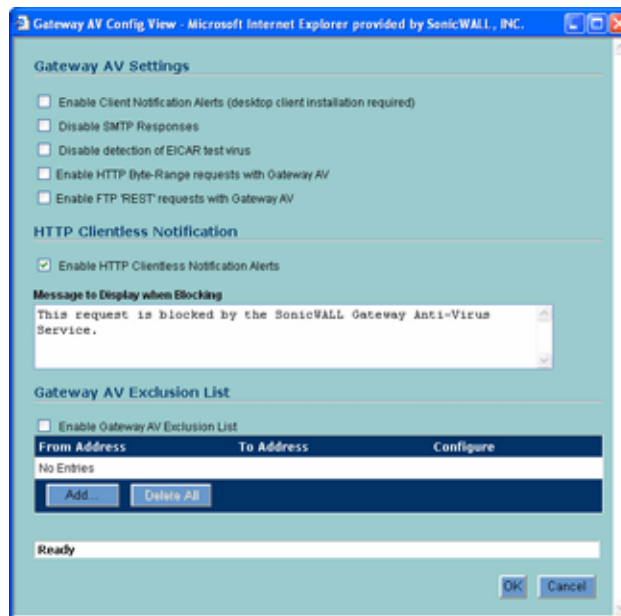 Gateway AV Config View - Microsoft Internet Explorer provided by SonicWALL, INC.
Gateway AV Settings
Enable Client Notification Alerts (desktop client installation required)
Disable SMTP Responses
Disable detection of EICAR test virus
Enable HTTP Byte-Range requests with Gateway AV
Enable FTP 'REST' requests with Gateway AV
HTTP Clientless Notification
Enable HTTP Clientless Notification Alerts
Message to Display when Blocking
This request is blocked by the SonicWALL Gateway Anti-Virus
Service.
Gateway AV Exclusion List
Enable Gateway AV Exclusion List
From Address To Address Configure
No Entries
Add... Delete All
Ready
OK Cancel